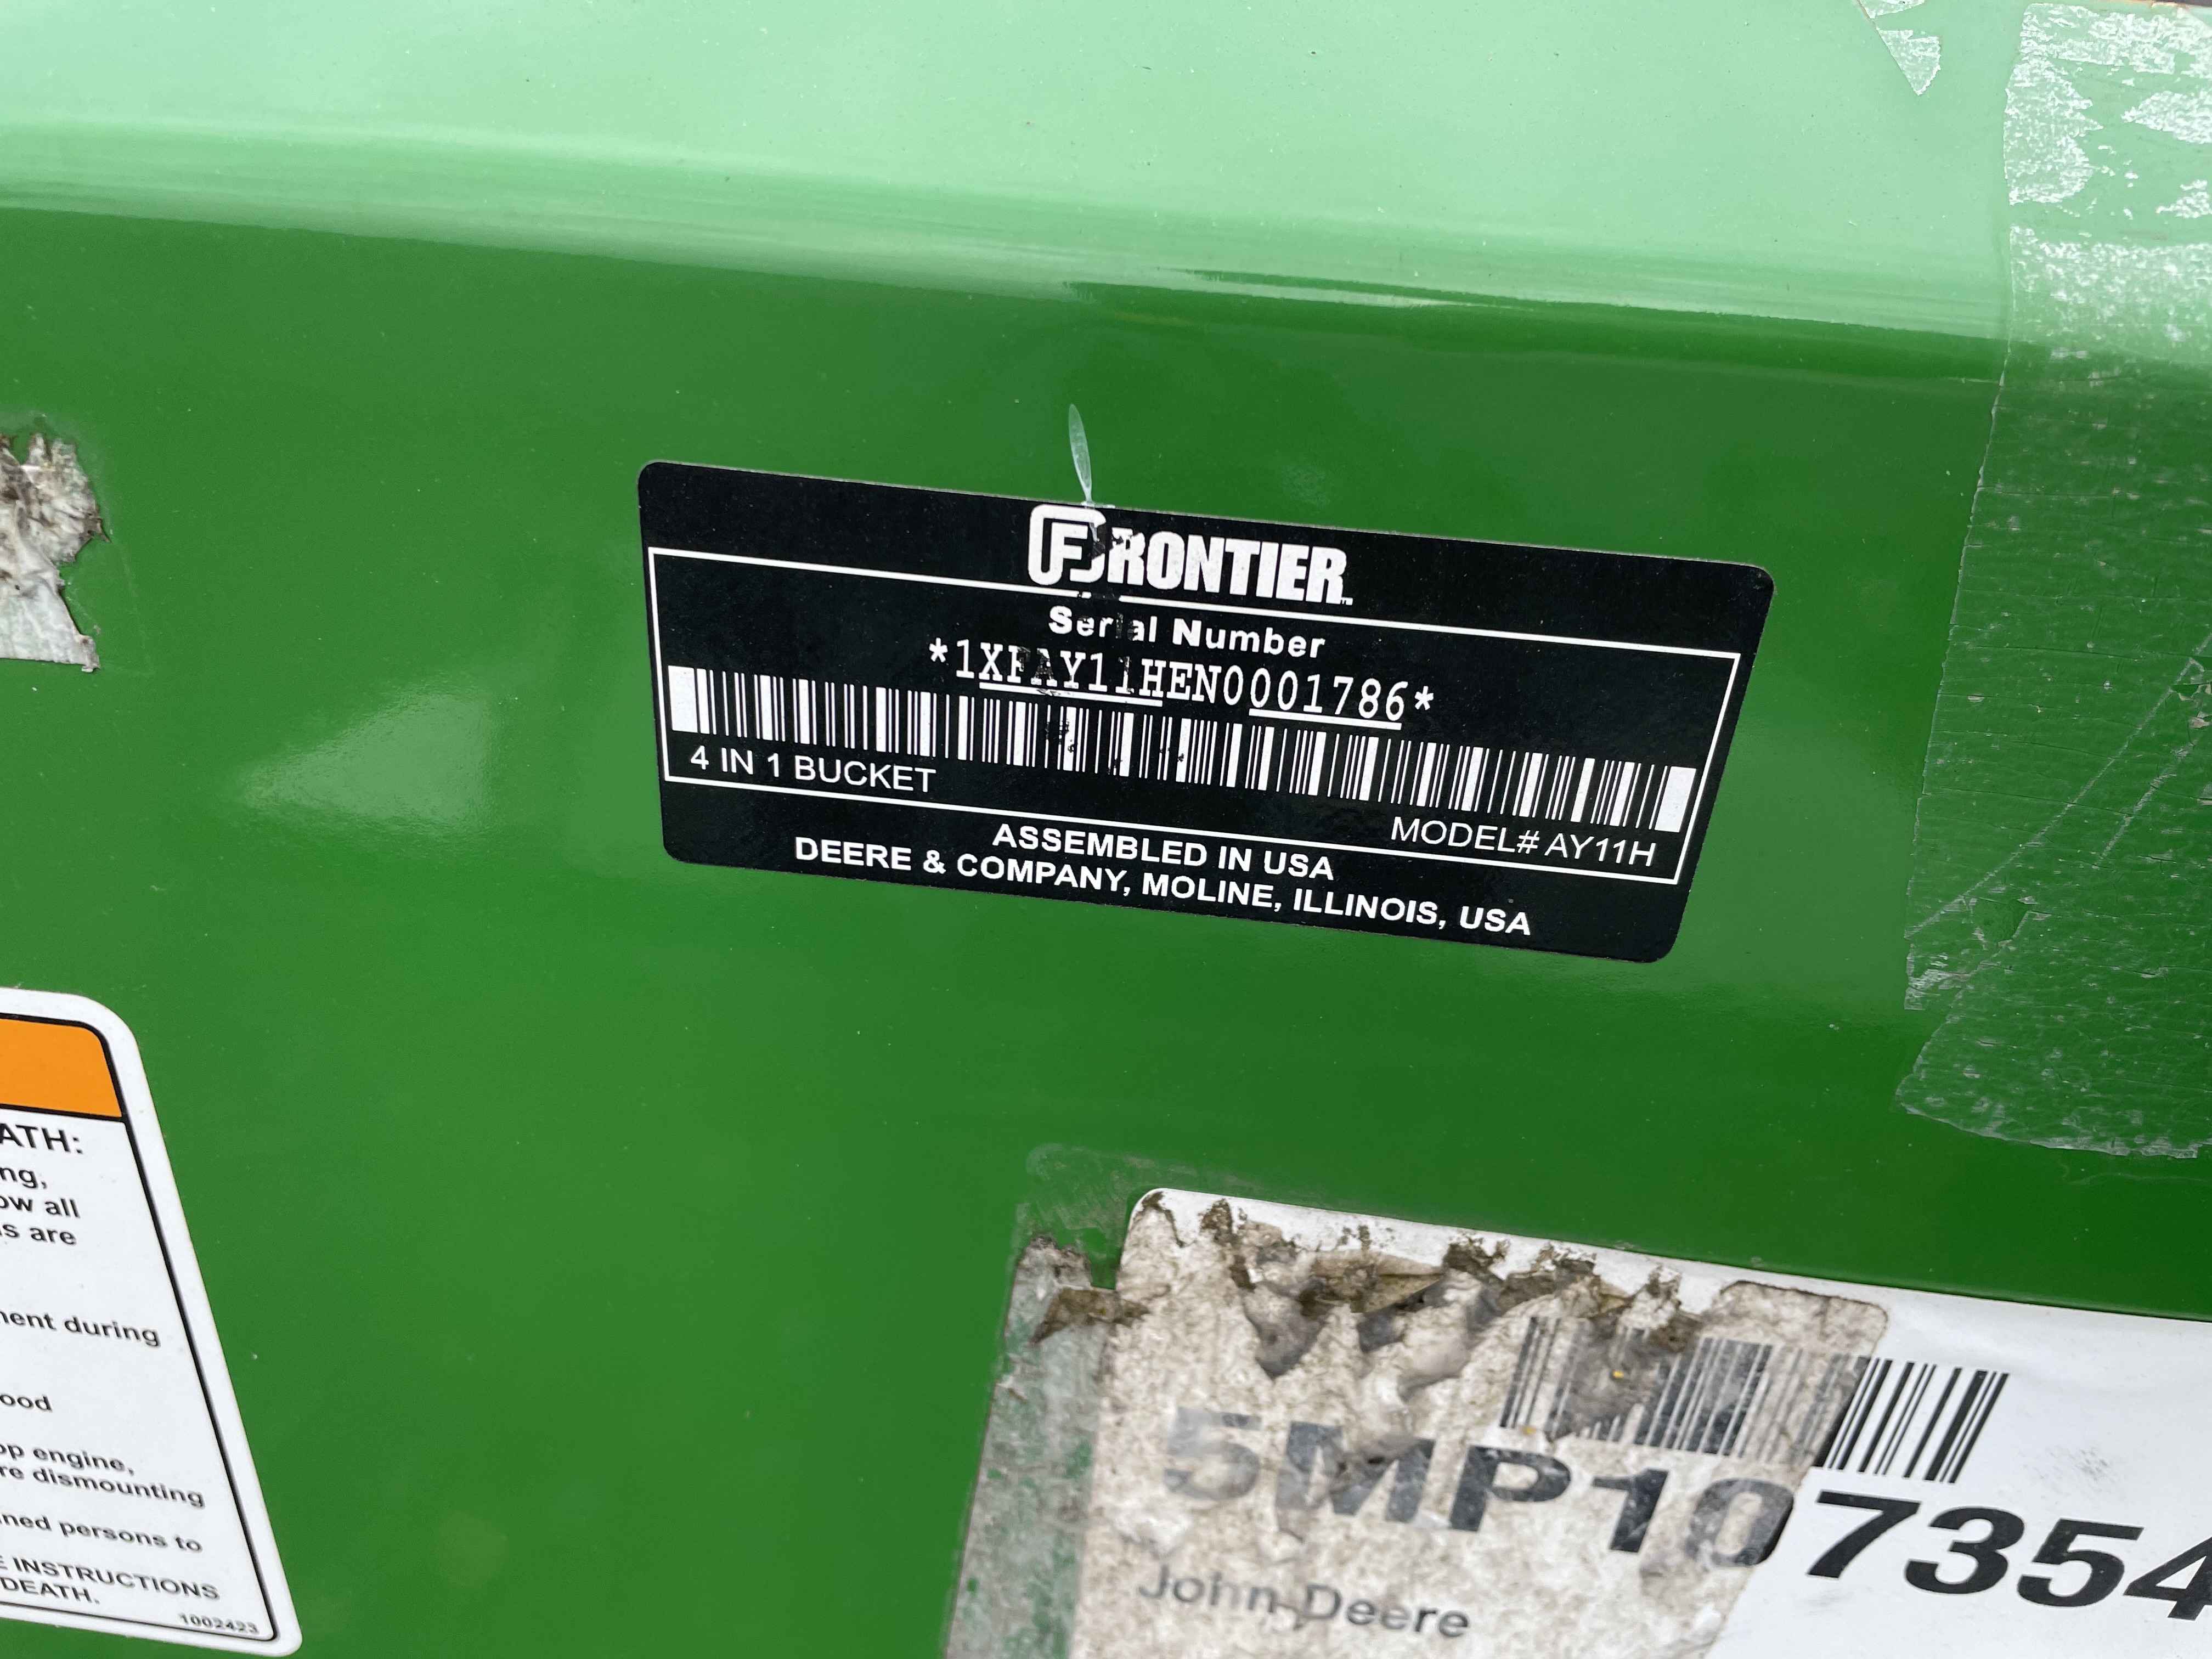 FRONTIER™
Serial Number
*1XFAY11HEN0001786*
4 IN 1 BUCKET
MODEL# AY11H
ASSEMBLED IN USA
DEERE & COMPANY, MOLINE, ILLINOIS, USA
ATH:
ng,
ow all
s are
ment during
ood
op engine,
re dismounting
ned persons to
E INSTRUCTIONS
DEATH.
1002423
5MP107354
John Deere